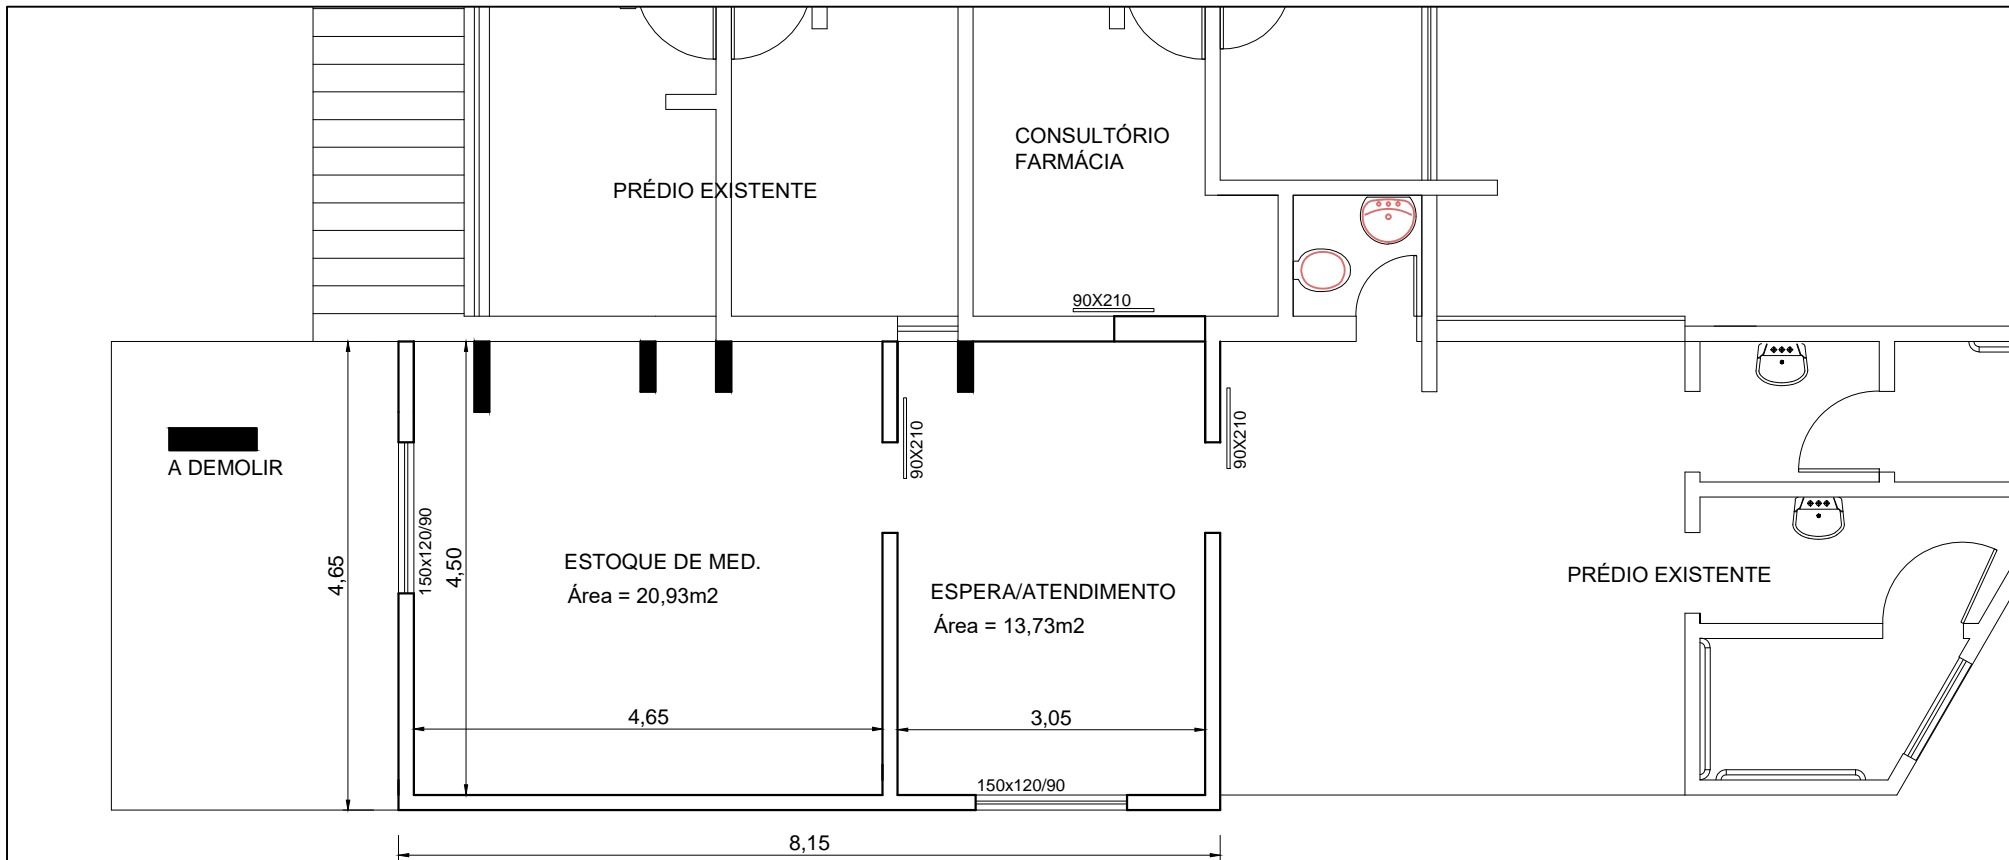 CONSULTÓRIO
FARMÁCIA
PRÉDIO EXISTENTE
90X210
A DEMOLIR
90X210
90X210
4,65
150x120/90
4,50
ESTOQUE DE MED.
Área = 20,93m2
ESPERA/ATENDIMENTO
Área = 13,73m2
PRÉDIO EXISTENTE
4,65
3,05
150x120/90
8,15